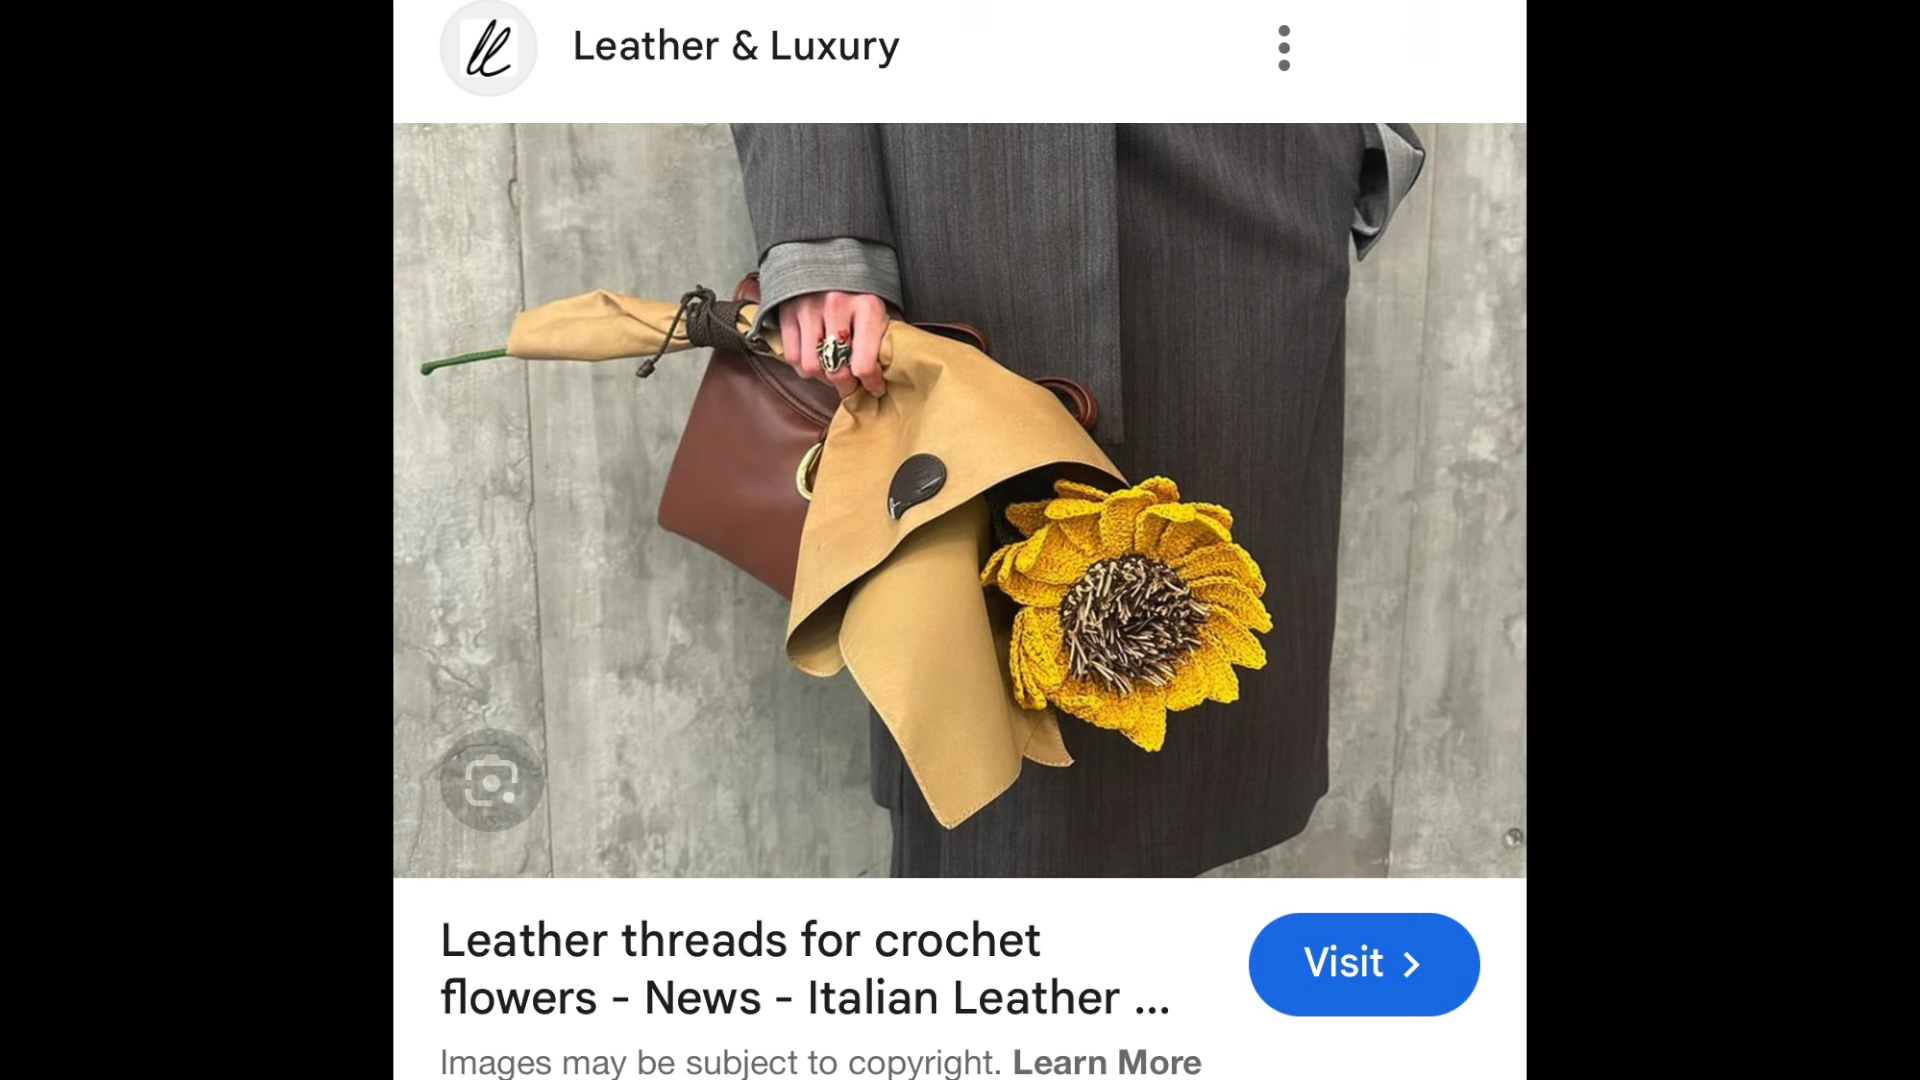 Leather & Luxury
Leather threads for crochet
flowers - News - Italian Leather ...
Visit
Images may be subject to copyright. Learn More